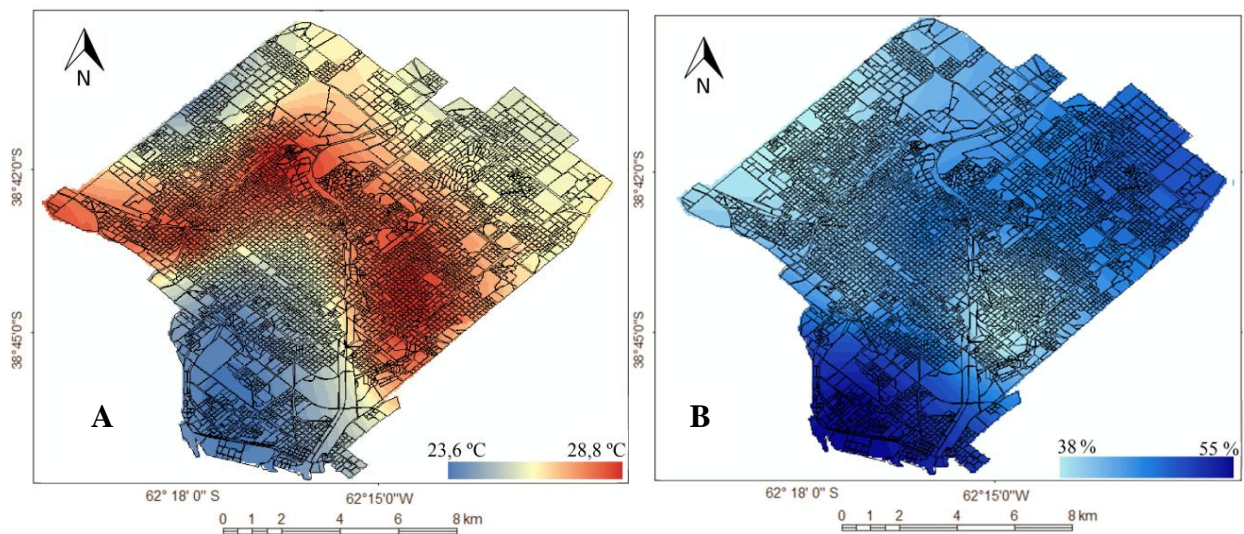 N
38°42'0"S
38°45'0"S
A
23,6 ºC
28,8 ºC
62° 18' 0" S
62°15'0"W
0 1 2 4 6 8 km
N
38°42'0"S
38°45'0"S
B
38 %
55 %
62° 18' 0" S
62°15'0"W
0 1 2 4 6 8 km